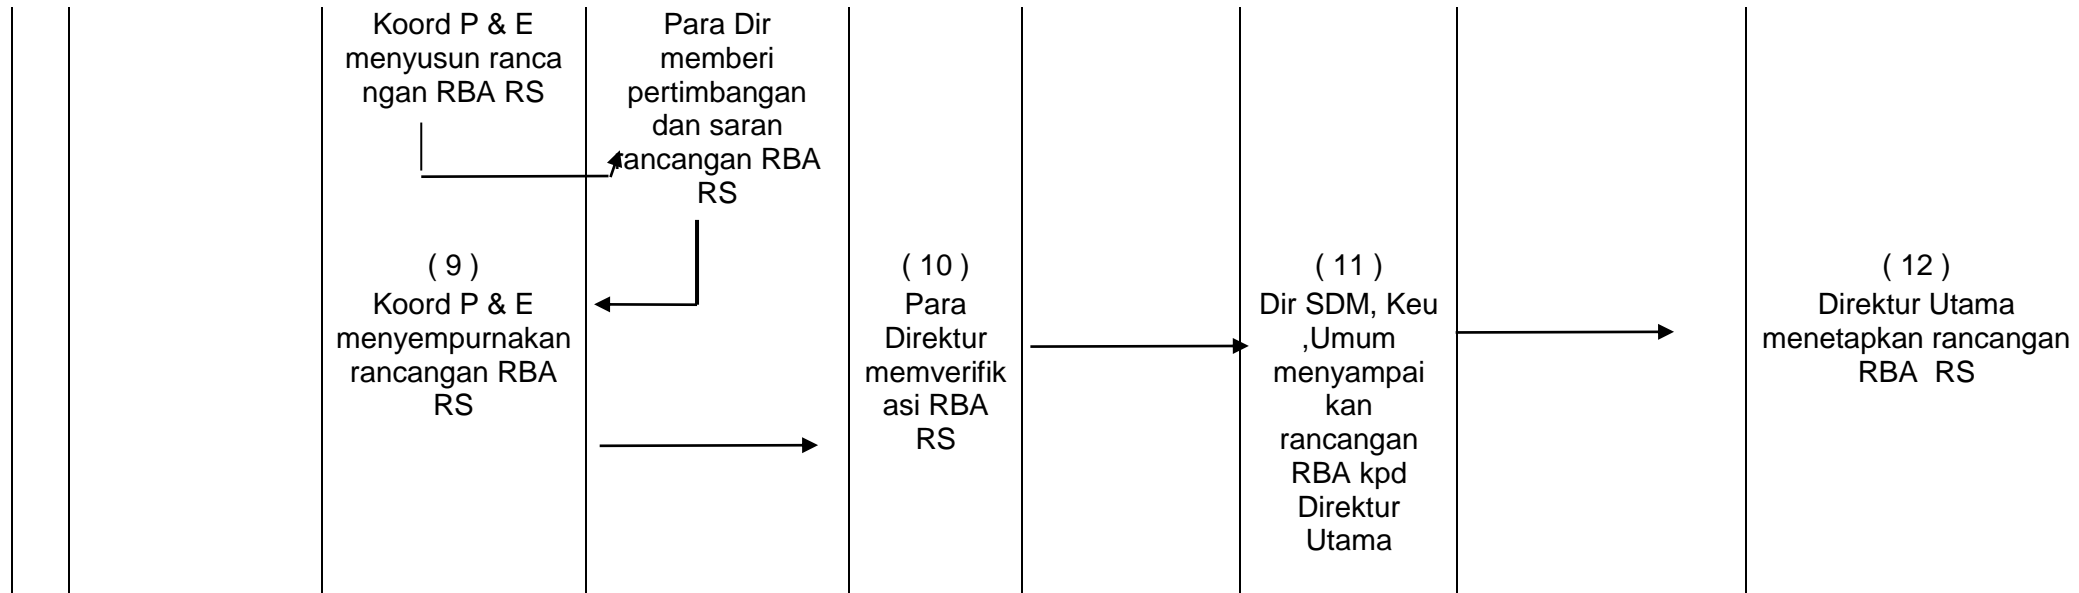 Koord P & E
menyusun ranca
ngan RBA RS
Para Dir
memberi
pertimbangan
dan saran
rancangan RBA
RS
( 9 )
Koord P & E
menyempurnakan
rancangan RBA
RS
( 10 )
Para
Direktur
memverifik
asi RBA
RS
( 11 )
Dir SDM, Keu
,Umum
menyampai
kan
rancangan
RBA kpd
Direktur
Utama
( 12 )
Direktur Utama
menetapkan rancangan
RBA  RS